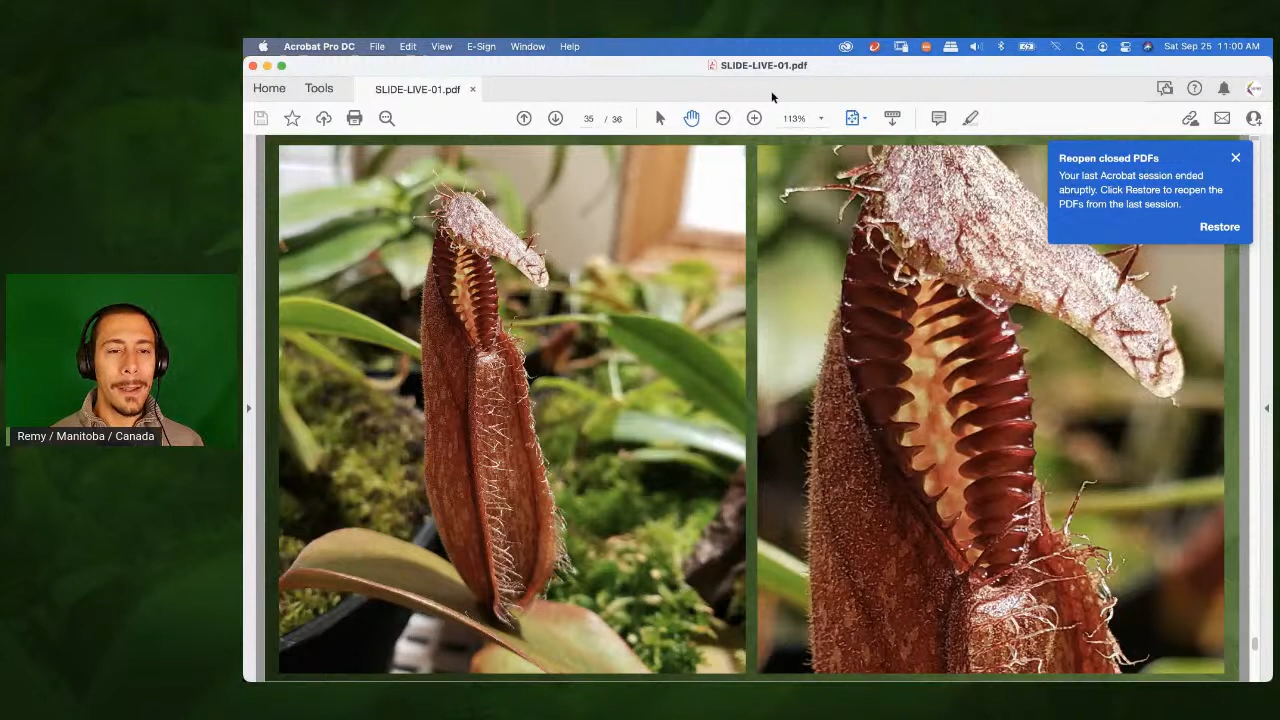 Acrobat Pro DC File Edit View E-Sign Window Help Sat Sep 25 11:00 AM
SLIDE-LIVE-01.pdf
Home Tools SLIDE-LIVE-01.pdf
35 / 36 113%
Reopen closed PDFs
Your last Acrobat session ended
abruptly. Click Restore to reopen the
PDFs from the last session.
Restore
Remy / Manitoba / Canada